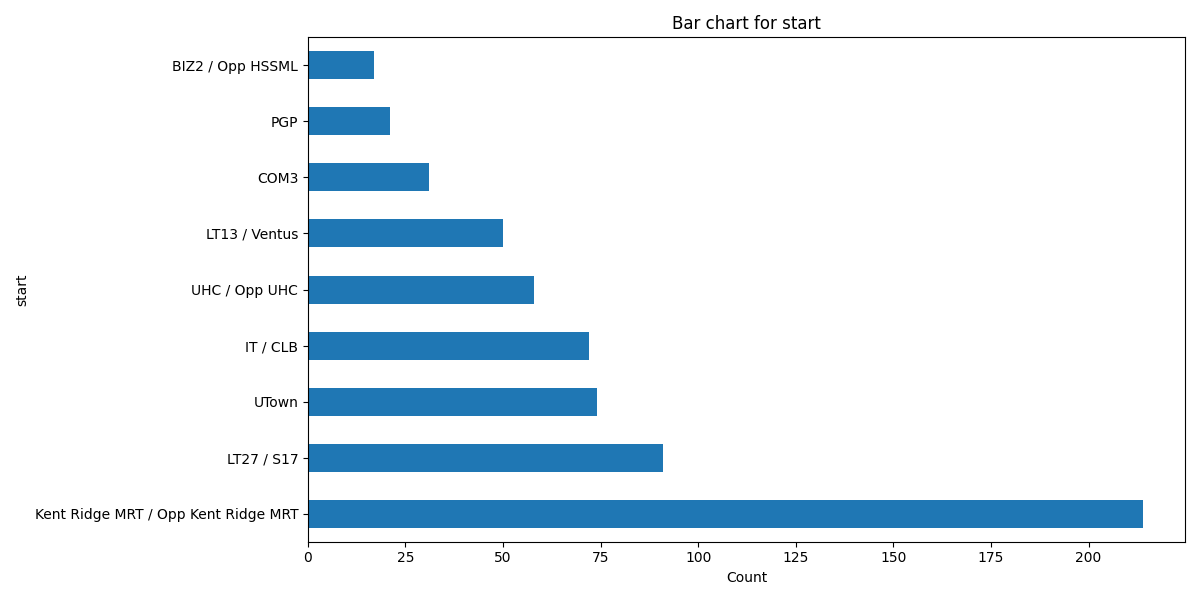 Bar chart for start
BIZ2 / Opp HSSML
PGP
COM3
LT13 / Ventus
UHC / Opp UHC
IT / CLB
UTown
LT27 / S17
Kent Ridge MRT / Opp Kent Ridge MRT
start
0 25 50 75 100 125 150 175 200
Count